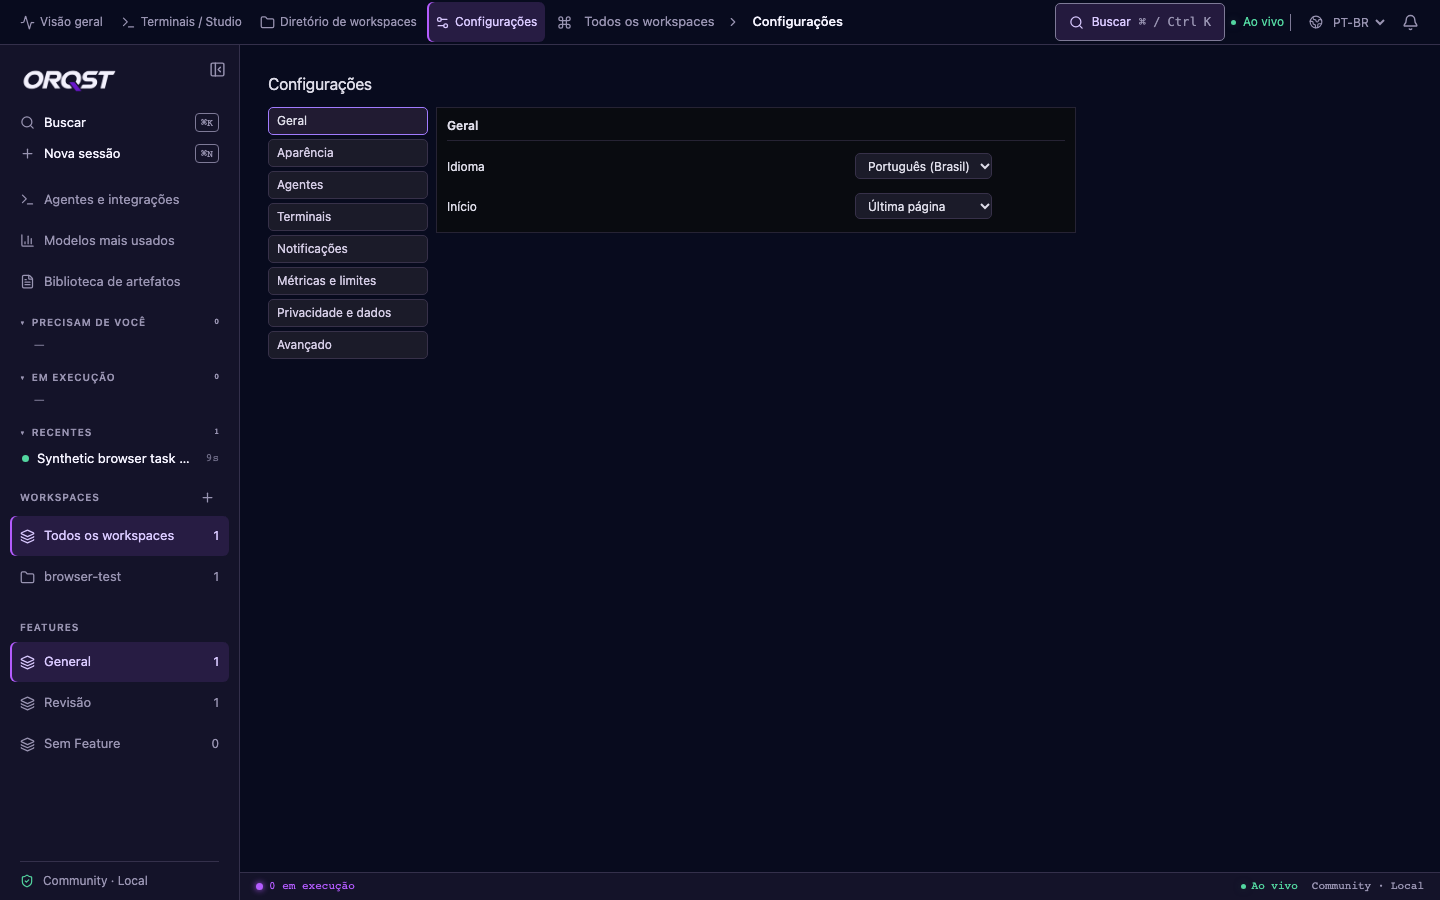 Visão geral
Terminais / Studio
Diretório de workspaces
Configurações
Todos os workspaces
Configurações
Buscar ⌘ / Ctrl K
Ao vivo
PT-BR
ORQST
Buscar ⌘K
Nova sessão ⌘N
Agentes e integrações
Modelos mais usados
Biblioteca de artefatos
PRECISAM DE VOCÊ 0
—
EM EXECUÇÃO 0
—
RECENTES 1
Synthetic browser task ... 9s
WORKSPACES
Todos os workspaces 1
browser-test 1
FEATURES
General 1
Revisão 1
Sem Feature 0
Community · Local
Configurações
Geral
Aparência
Agentes
Terminais
Notificações
Métricas e limites
Privacidade e dados
Avançado
Geral
Idioma Português (Brasil)
Início Última página
0 em execução
Ao vivo
Community · Local